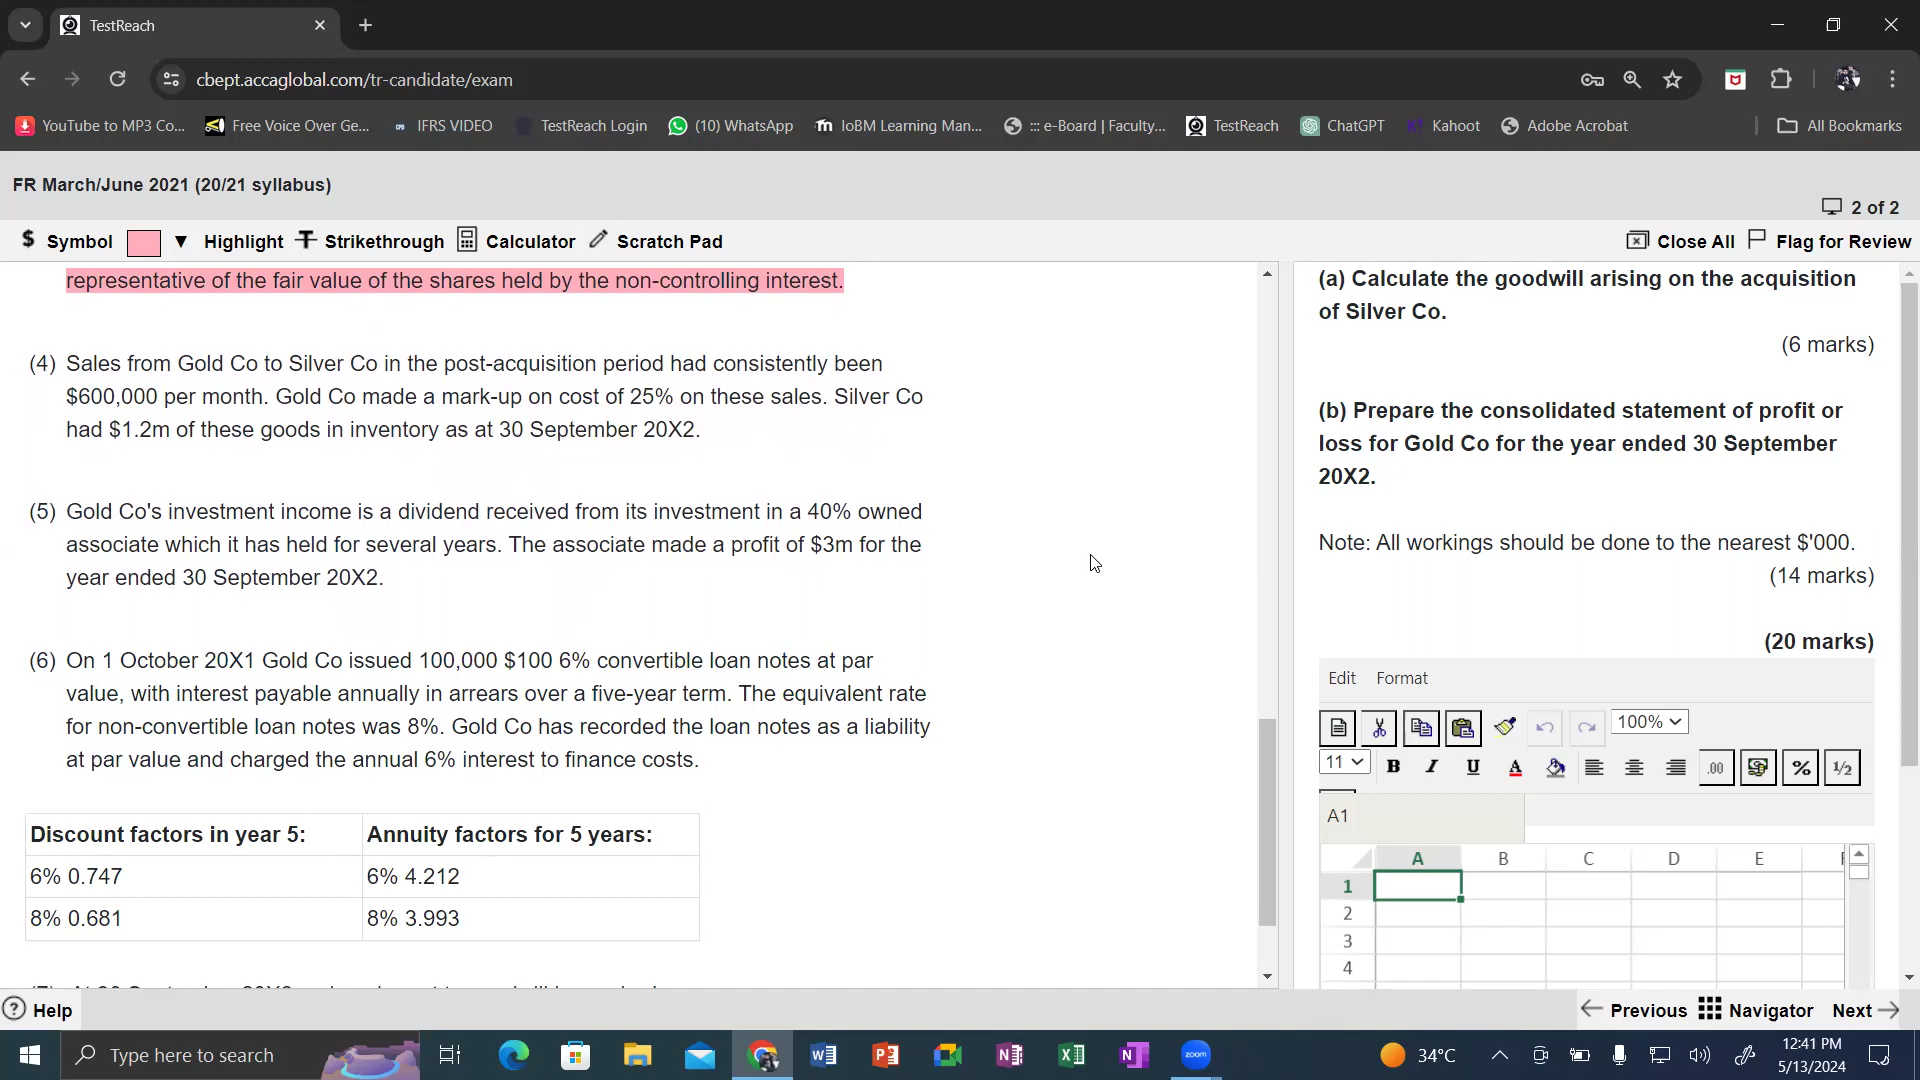 TestReach
cbept.accaglobal.com/tr-candidate/exam
YouTube to MP3 Co... Free Voice Over Ge... IFRS VIDEO TestReach Login (10) WhatsApp IoBM Learning Man... ::: e-Board | Faculty... TestReach ChatGPT Kahoot Adobe Acrobat All Bookmarks
FR March/June 2021 (20/21 syllabus)
2 of 2
$ Symbol Highlight Strikethrough Calculator Scratch Pad Close All Flag for Review
representative of the fair value of the shares held by the non-controlling interest.
(4) Sales from Gold Co to Silver Co in the post-acquisition period had consistently been
$600,000 per month. Gold Co made a mark-up on cost of 25% on these sales. Silver Co
had $1.2m of these goods in inventory as at 30 September 20X2.
(5) Gold Co's investment income is a dividend received from its investment in a 40% owned
associate which it has held for several years. The associate made a profit of $3m for the
year ended 30 September 20X2.
(6) On 1 October 20X1 Gold Co issued 100,000 $100 6% convertible loan notes at par
value, with interest payable annually in arrears over a five-year term. The equivalent rate
for non-convertible loan notes was 8%. Gold Co has recorded the loan notes as a liability
at par value and charged the annual 6% interest to finance costs.
Discount factors in year 5: Annuity factors for 5 years:
6% 0.747 6% 4.212
8% 0.681 8% 3.993
(a) Calculate the goodwill arising on the acquisition
of Silver Co.
(6 marks)
(b) Prepare the consolidated statement of profit or
loss for Gold Co for the year ended 30 September
20X2.
Note: All workings should be done to the nearest $'000.
(14 marks)
(20 marks)
Edit Format
100%
11 B I U A .00 % 1/2
A1
A B C D E
1
2
3
4
Help
Previous Navigator Next
Type here to search
zoom
34°C
12:41 PM
5/13/2024